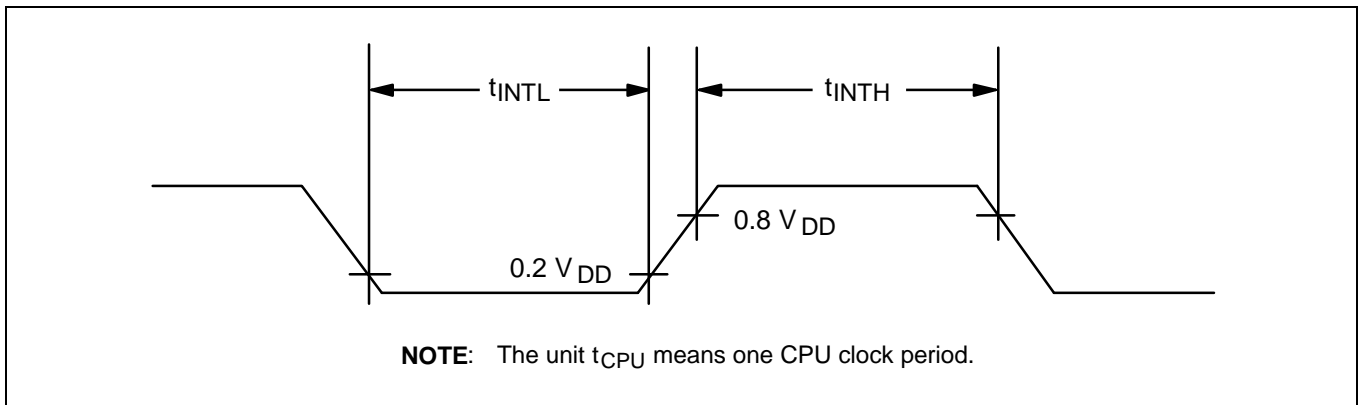 tINTL
tINTH
0.8 VDD
0.2 VDD
NOTE: The unit tCPU means one CPU clock period.